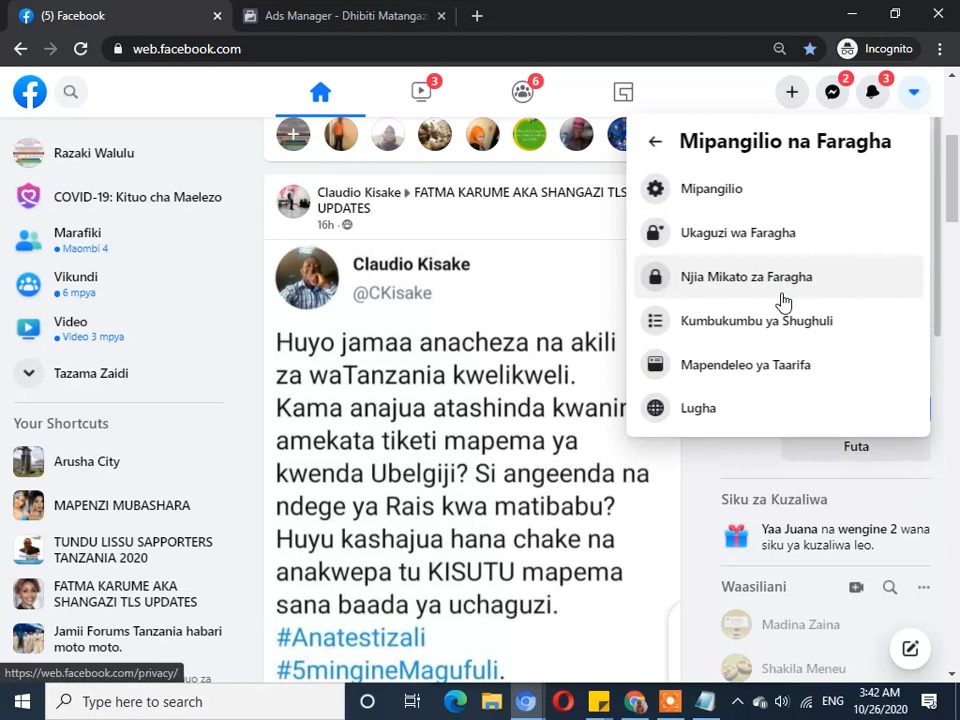 (5) Facebook
Ads Manager - Dhibiti Matangaz
web.facebook.com
Incognito
3
6
2
3
Razaki Walulu
COVID-19: Kituo cha Maelezo
Marafiki
Maombi 4
Vikundi
6 mpya
Video
Video 3 mpya
Tazama Zaidi
Your Shortcuts
Arusha City
MAPENZI MUBASHARA
TUNDU LISSU SAPPORTERS
TANZANIA 2020
FATMA KARUME AKA
SHANGAZI TLS UPDATES
Jamii Forums Tanzania habari
moto moto.
https://web.facebook.com/privacy/
Claudio Kisake ▸ FATMA KARUME AKA SHANGAZI TLS
UPDATES
16h
Claudio Kisake
@CKisake
Huyo jamaa anacheza na akili
za waTanzania kwelikweli.
Kama anajua atashinda kwanin
amekata tiketi mapema ya
kwenda Ubelgiji? Si angeenda na
ndege ya Rais kwa matibabu?
Huyu kashajua hana chake na
anakwepa tu KISUTU mapema
sana baada ya uchaguzi.
#Anatestizali
#5mingineMagufuli.
Mipangilio na Faragha
Mipangilio
Ukaguzi wa Faragha
Njia Mikato za Faragha
Kumbukumbu ya Shughuli
Mapendeleo ya Taarifa
Lugha
Futa
Siku za Kuzaliwa
Yaa Juana na wengine 2 wana
siku ya kuzaliwa leo.
Waasiliani
Madina Zaina
Shakila Meneu
Type here to search
ENG
3:42 AM
10/26/2020